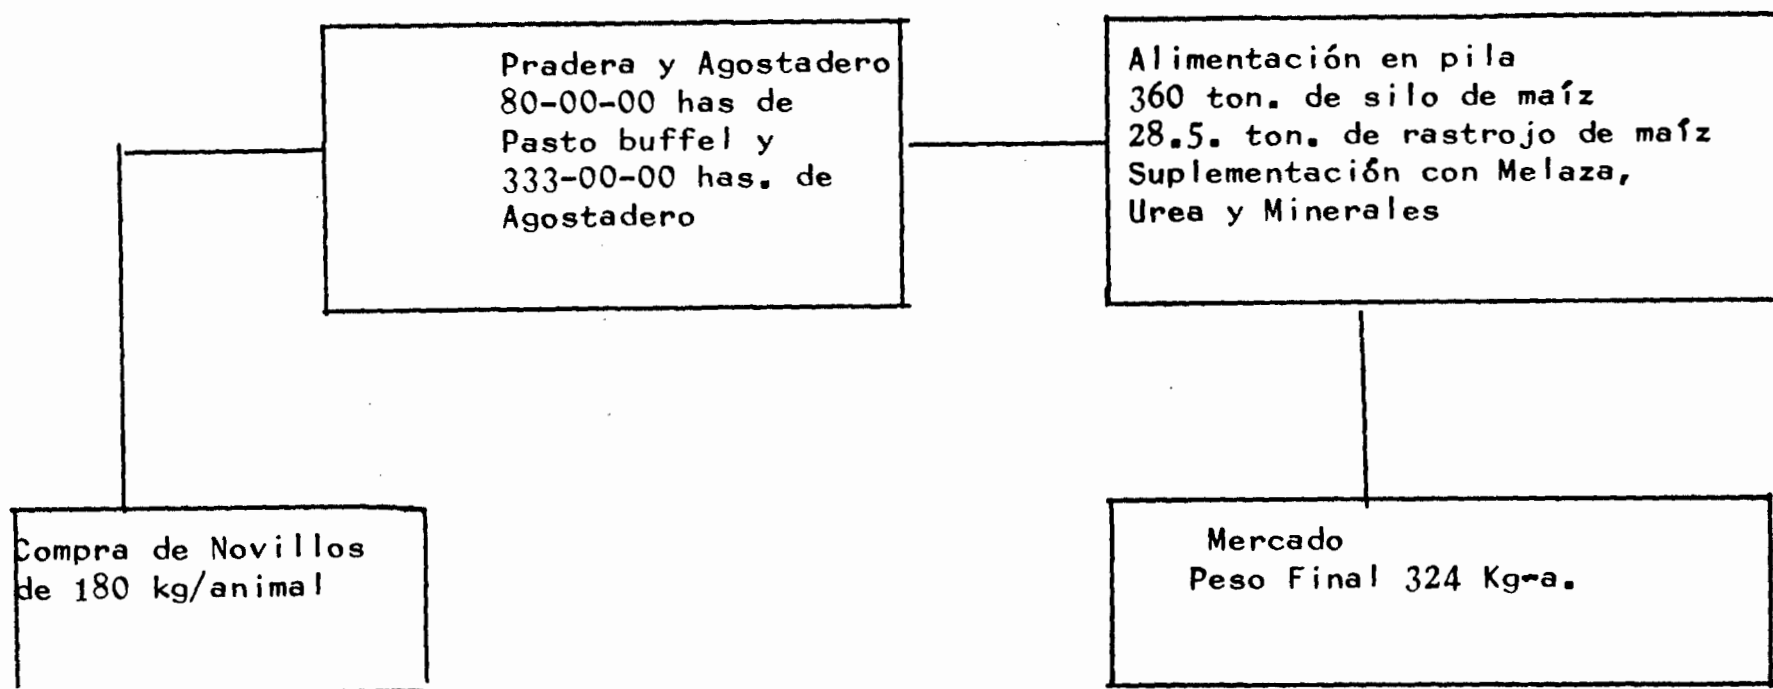 Pradera y Agostadero
80-00-00 has de
Pasto buffel y
333-00-00 has. de
Agostadero
Alimentación en pila
360 ton. de silo de maíz
28.5. ton. de rastrojo de maíz
Suplementación con Melaza,
Urea y Minerales
Compra de Novillos
de 180 kg/animal
Mercado
Peso Final 324 Kg-a.